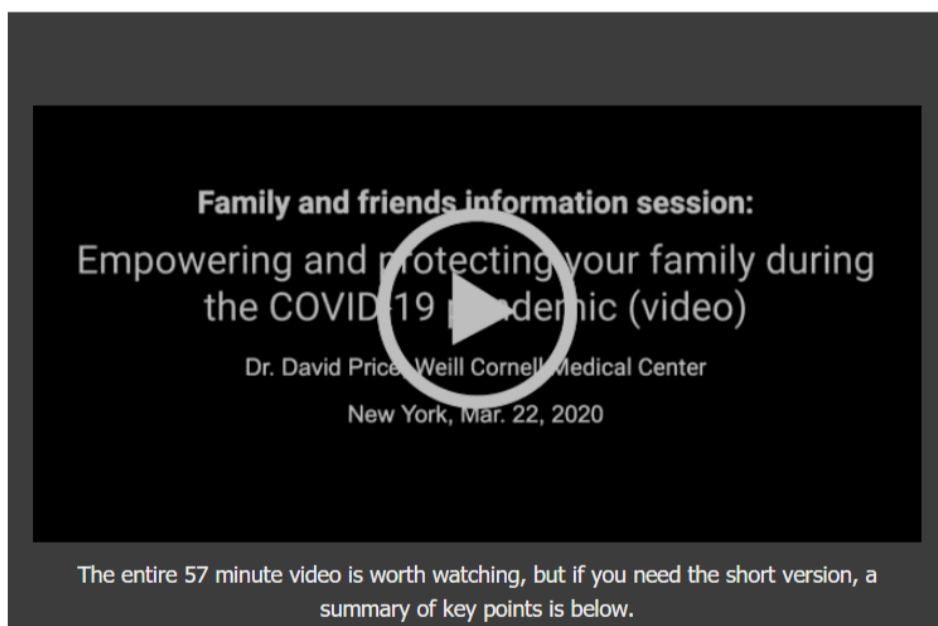 Family and friends information session:
Empowering and protecting your family during
the COVID-19 pandemic (video)
Dr. David Price, Weill Cornell Medical Center
New York, Mar. 22, 2020
The entire 57 minute video is worth watching, but if you need the short version, a
summary of key points is below.